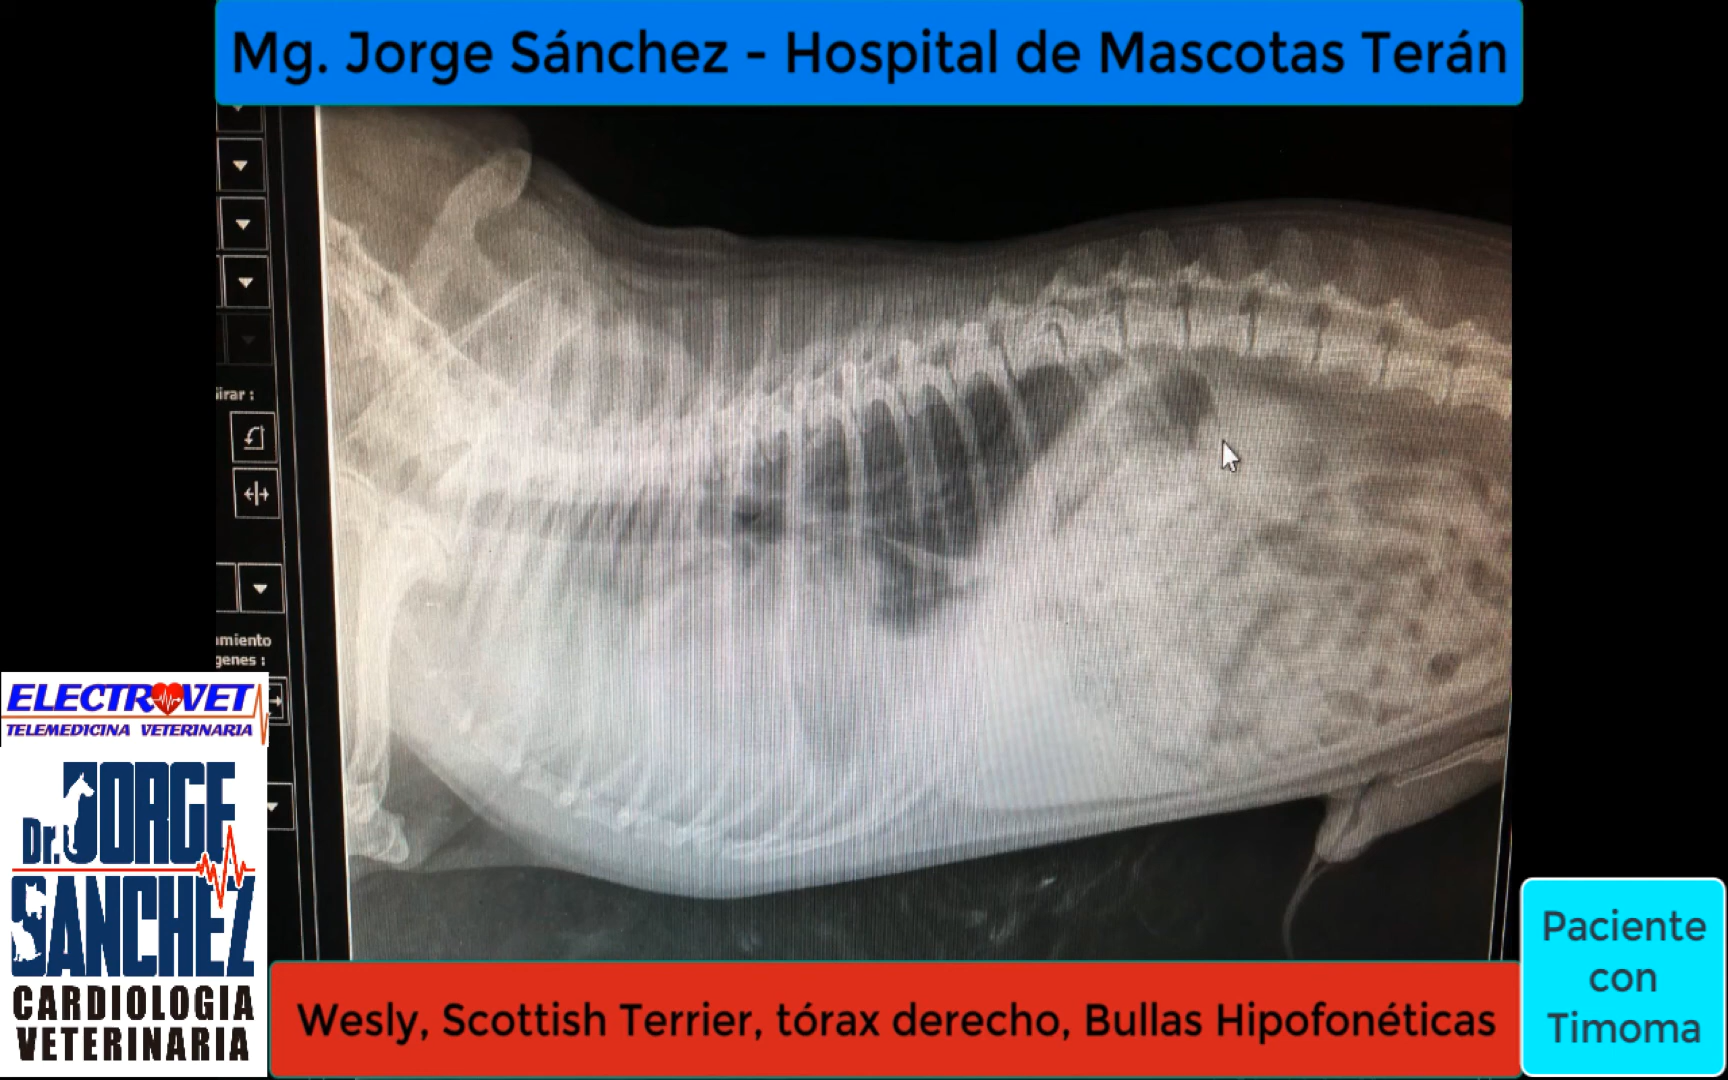 Mg. Jorge Sánchez - Hospital de Mascotas Terán
irar :
amiento
genes :
ELECTROVET
TELEMEDICINA VETERINARIA
Dr. JORGE
SANCHEZ
CARDIOLOGIA
VETERINARIA
Wesly, Scottish Terrier, tórax derecho, Bullas Hipofonéticas
Paciente
con
Timoma